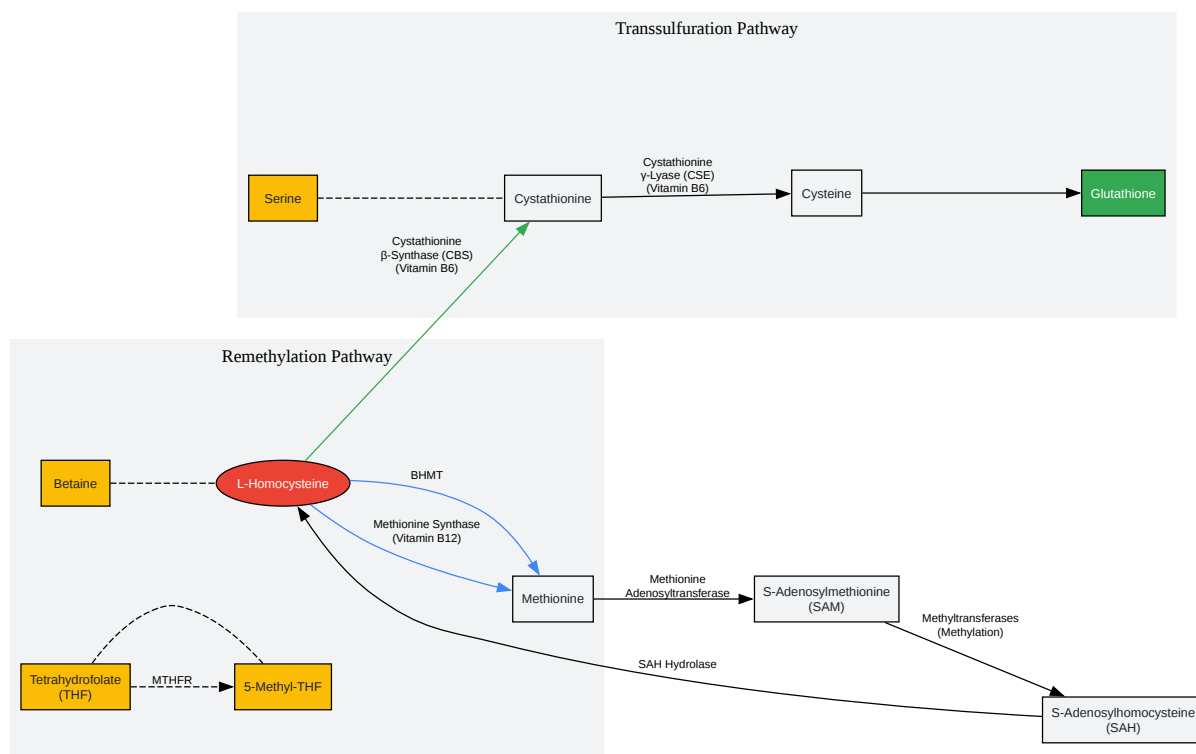 Transsulfuration Pathway
Serine
Cystathionine
Cystathionine
γ-Lyase (CSE)
(Vitamin B6)
Cysteine
Glutathione
Cystathionine
β-Synthase (CBS)
(Vitamin B6)
Remethylation Pathway
Betaine
L-Homocysteine
BHMT
Methionine Synthase
(Vitamin B12)
Methionine
Methionine
Adenosyltransferase
S-Adenosylmethionine
(SAM)
Methyltransferases
(Methylation)
SAH Hydrolase
Tetrahydrofolate
(THF)
MTHFR
5-Methyl-THF
S-Adenosylhomocysteine
(SAH)